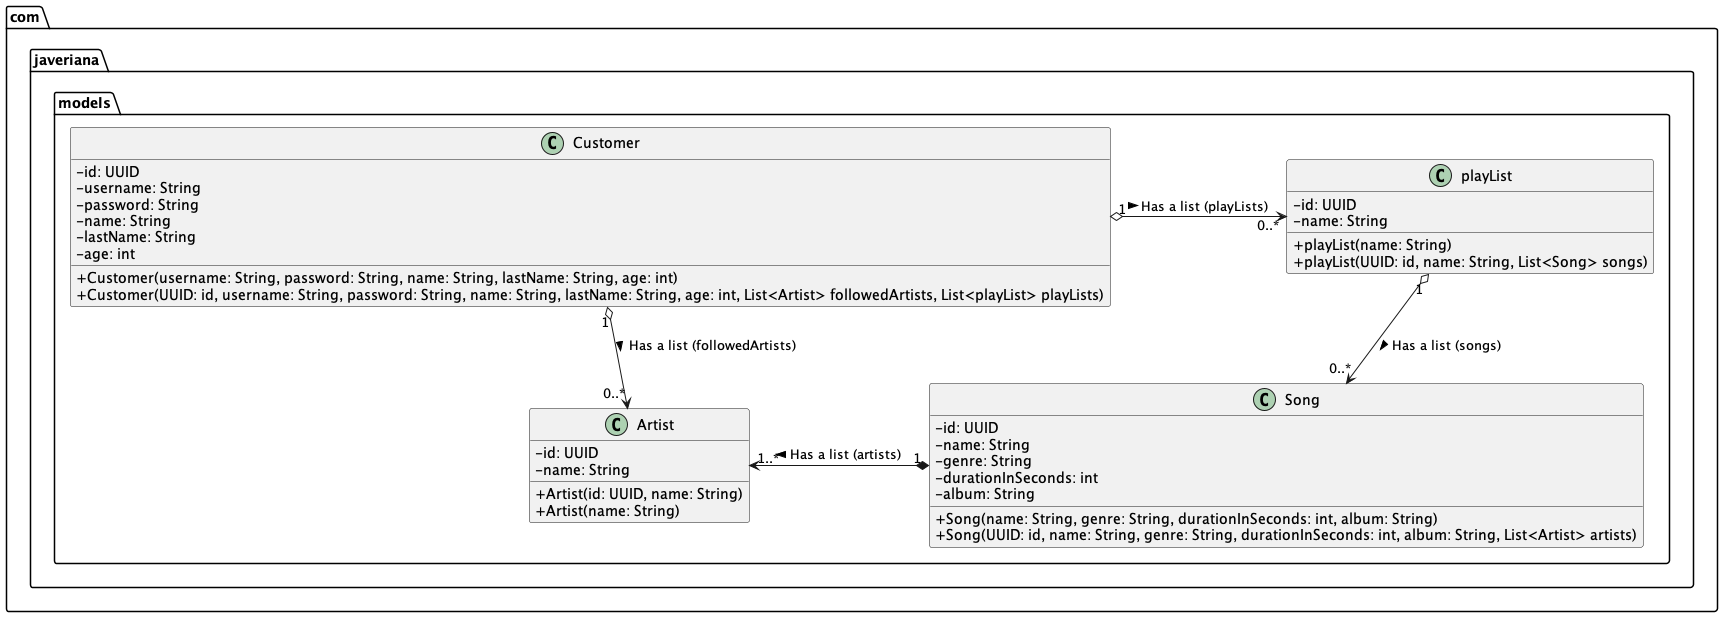 com
javeriana
models
C Customer
-id: UUID
-username: String
-password: String
-name: String
-lastName: String
-age: int
+Customer(username: String, password: String, name: String, lastName: String, age: int)
+Customer(UUID: id, username: String, password: String, name: String, lastName: String, age: int, List<Artist> followedArtists, List<playList> playLists)
1
Has a list (playLists)
0..*
C playList
-id: UUID
-name: String
+playList(name: String)
+playList(UUID: id, name: String, List<Song> songs)
1
Has a list (followedArtists)
0..*
1
Has a list (songs)
0..*
C Artist
-id: UUID
-name: String
+Artist(id: UUID, name: String)
+Artist(name: String)
1..*
Has a list (artists)
1
C Song
-id: UUID
-name: String
-genre: String
-durationInSeconds: int
-album: String
+Song(name: String, genre: String, durationInSeconds: int, album: String)
+Song(UUID: id, name: String, genre: String, durationInSeconds: int, album: String, List<Artist> artists)